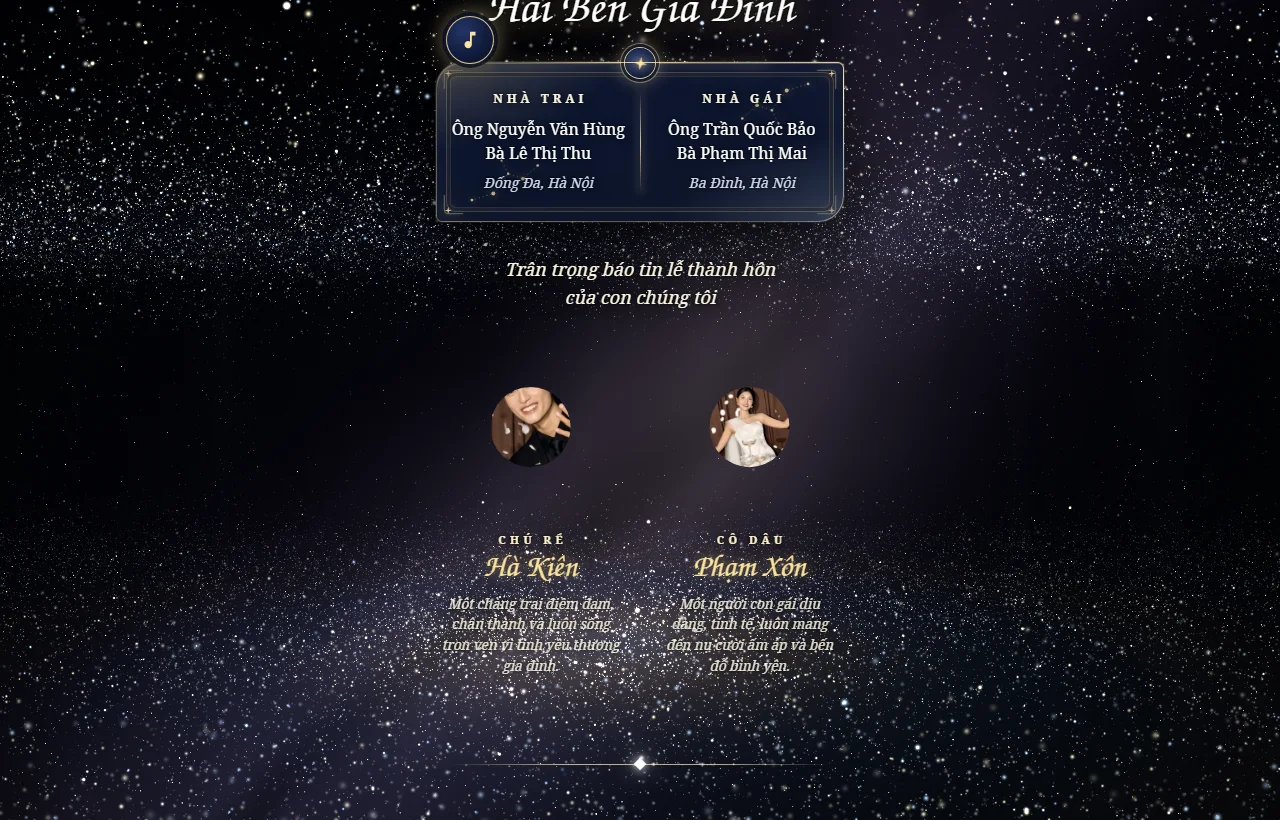 Hai Bên Gia Đình
NHÀ TRAI
Ông Nguyễn Văn Hùng
Bà Lê Thị Thu
Đống Đa, Hà Nội
NHÀ GÁI
Ông Trần Quốc Bảo
Bà Phạm Thị Mai
Ba Đình, Hà Nội
Trân trọng báo tin lễ thành hôn
của con chúng tôi
CHÚ RỂ
Hà Kiên
Một chàng trai điềm đạm,
chân thành và luôn sống
trọn vẹn vì tình yêu thương
gia đình.
CÔ DÂU
Phạm Xôn
Một người con gái dịu
dàng, tinh tế, luôn mang
đến nụ cười ấm áp và bến
đỗ bình yên.